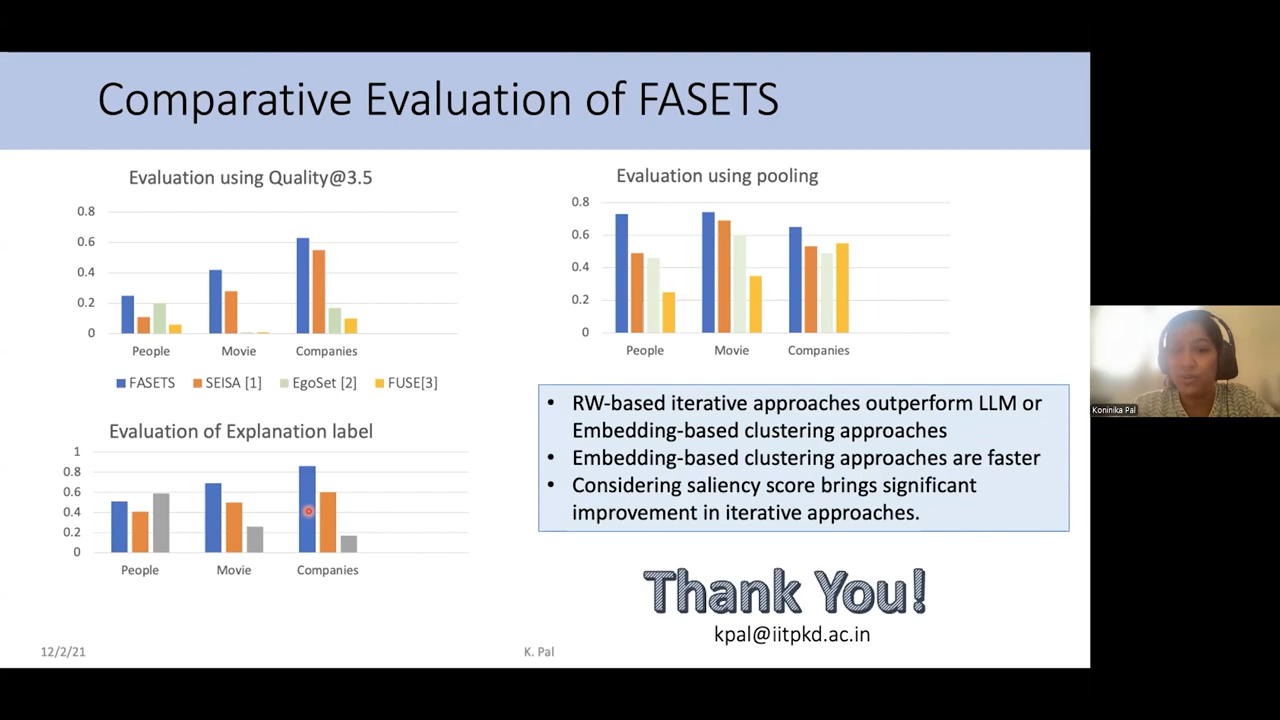 Comparative Evaluation of FASETS
Evaluation using Quality@3.5
0.8
0.6
0.4
0.2
0
People Movie Companies
FASETS SEISA [1] EgoSet [2] FUSE[3]
Evaluation of Explanation label
1
0.8
0.6
0.4
0.2
0
People Movie Companies
Evaluation using pooling
0.8
0.6
0.4
0.2
0
People Movie Companies
• RW-based iterative approaches outperform LLM or
Embedding-based clustering approaches
• Embedding-based clustering approaches are faster
• Considering saliency score brings significant
improvement in iterative approaches.
Thank You!
kpal@iitpkd.ac.in
12/2/21
K. Pal
Koninika Pal